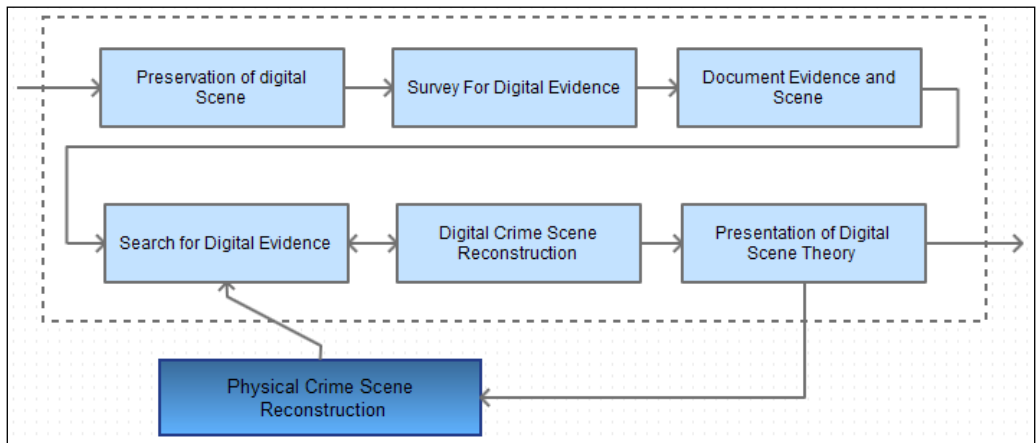 Preservation of digital
Scene
Survey For Digital Evidence
Document Evidence and
Scene
Search for Digital Evidence
Digital Crime Scene
Reconstruction
Presentation of Digital
Scene Theory
Physical Crime Scene
Reconstruction